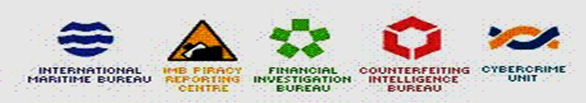 INTERNATIONAL
MARITIME BUREAU
IMB PIRACY
REPORTING
CENTRE
FINANCIAL
INVESTIGATION
BUREAU
COUNTERFEITING
INTELLIGENCE
BUREAU
CYBERCRIME
UNIT